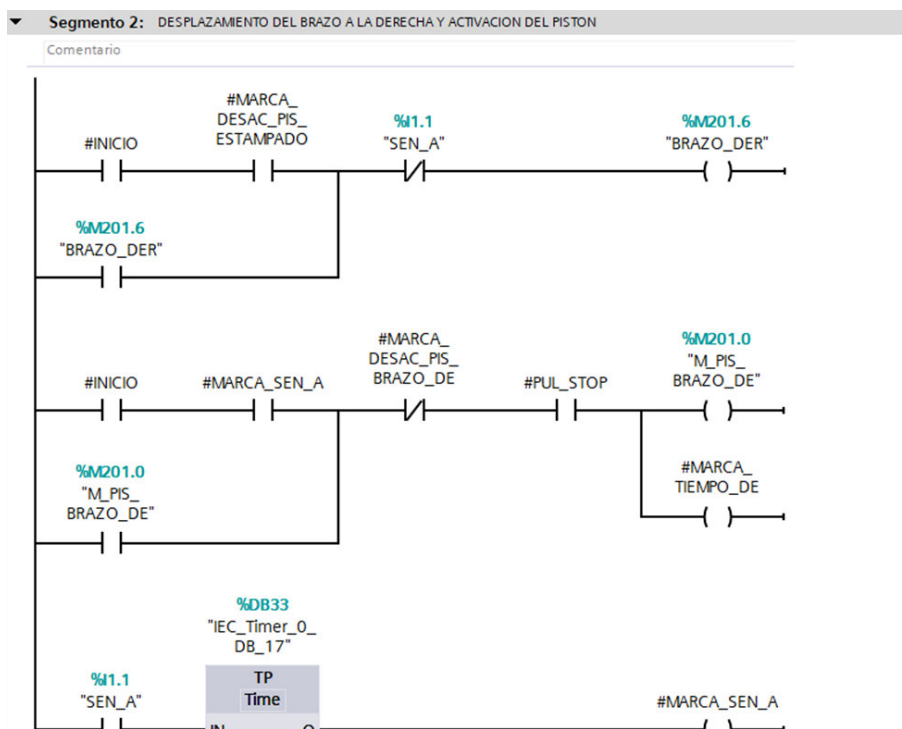 Segmento 2: DESPLAZAMIENTO DEL BRAZO A LA DERECHA Y ACTIVACION DEL PISTON
Comentario
#INICIO
#MARCA_
DESAC_PIS_
ESTAMPADO
%I1.1
"SEN_A"
%M201.6
"BRAZO_DER"
%M201.6
"BRAZO_DER"
#INICIO
#MARCA_SEN_A
#MARCA_
DESAC_PIS_
BRAZO_DE
#PUL_STOP
%M201.0
"M_PIS_
BRAZO_DE"
%M201.0
"M_PIS_
BRAZO_DE"
#MARCA_
TIEMPO_DE
%DB33
"IEC_Timer_0_
DB_17"
%I1.1
"SEN_A"
TP
Time
IN Q
#MARCA_SEN_A